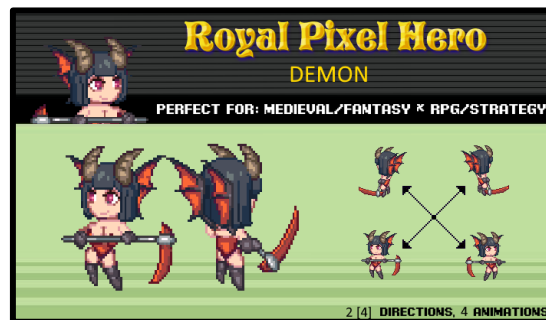 Royal Pixel Hero
DEMON
PERFECT FOR: MEDIEVAL/FANTASY * RPG/STRATEGY
2 [4] DIRECTIONS, 4 ANIMATIONS